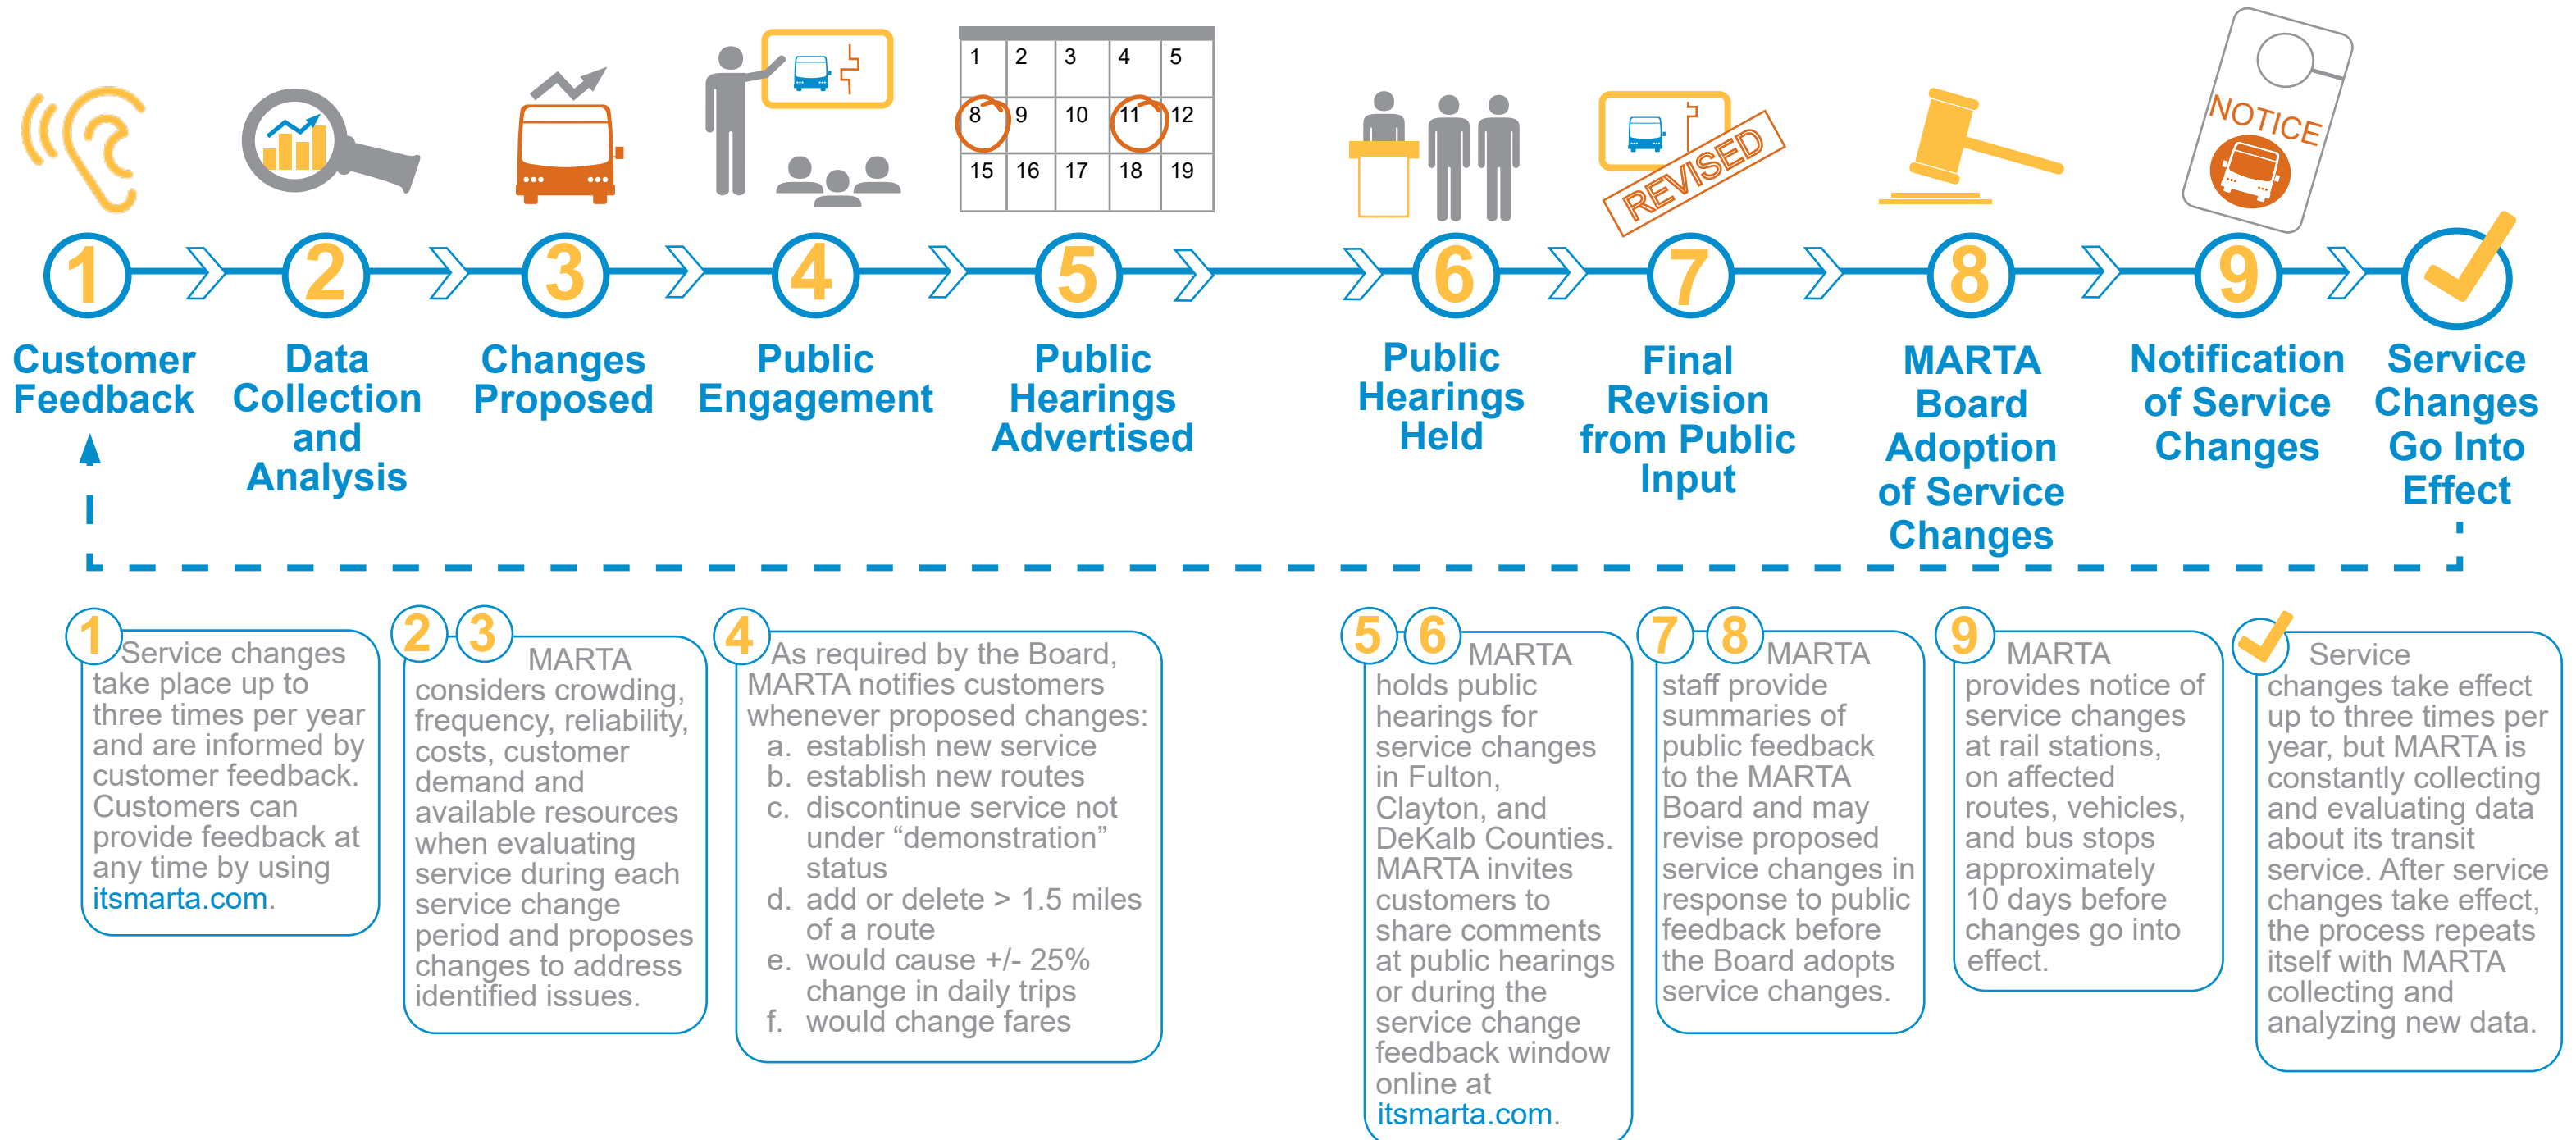 1 2 3 4 5
8 9 10 11 12
15 16 17 18 19
REVISED
NOTICE
1
2
3
4
5
6
7
8
9
Customer
Feedback
Data
Collection
and
Analysis
Changes
Proposed
Public
Engagement
Public
Hearings
Advertised
Public
Hearings
Held
Final
Revision
from Public
Input
MARTA
Board
Adoption
of Service
Changes
Notification
of Service
Changes
Service
Changes
Go Into
Effect
1
Service changes
take place up to
three times per year
and are informed by
customer feedback.
Customers can
provide feedback at
any time by using
itsmarta.com.
2 3
MARTA
considers crowding,
frequency, reliability,
costs, customer
demand and
available resources
when evaluating
service during each
service change
period and proposes
changes to address
identified issues.
4
As required by the Board,
MARTA notifies customers
whenever proposed changes:
a. establish new service
b. establish new routes
c. discontinue service not
under “demonstration”
status
d. add or delete > 1.5 miles
of a route
e. would cause +/- 25%
change in daily trips
f. would change fares
5 6
MARTA
holds public
hearings for
service changes
in Fulton,
Clayton, and
DeKalb Counties.
MARTA invites
customers to
share comments
at public hearings
or during the
service change
feedback window
online at
itsmarta.com.
7 8
MARTA
staff provide
summaries of
public feedback
to the MARTA
Board and may
revise proposed
service changes in
response to public
feedback before
the Board adopts
service changes.
9
MARTA
provides notice of
service changes
at rail stations,
on affected
routes, vehicles,
and bus stops
approximately
10 days before
changes go into
effect.
Service
changes take effect
up to three times per
year, but MARTA is
constantly collecting
and evaluating data
about its transit
service. After service
changes take effect,
the process repeats
itself with MARTA
collecting and
analyzing new data.